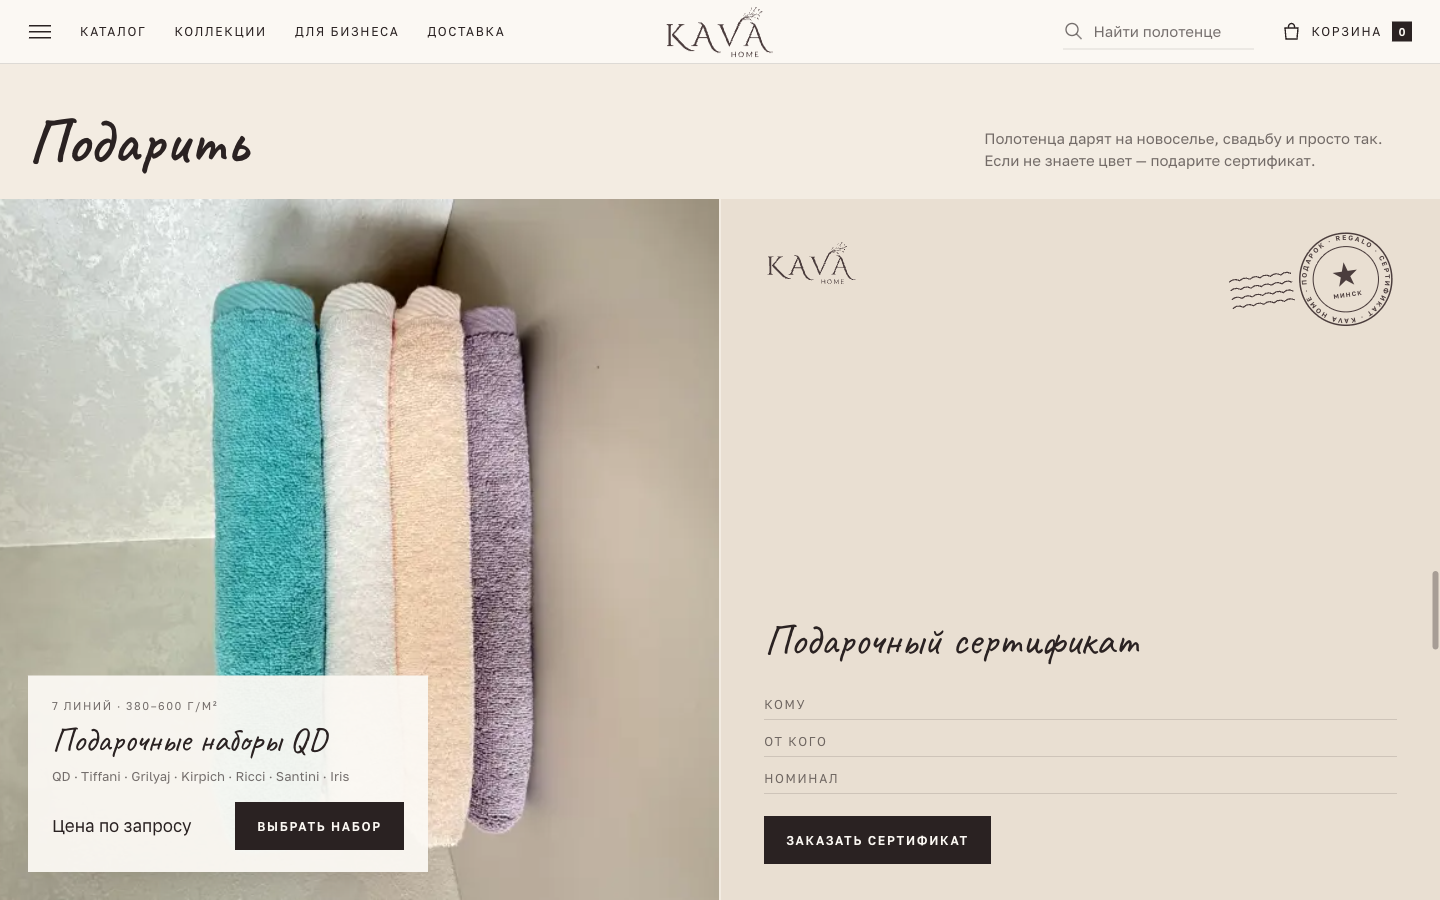 КАТАЛОГ
КОЛЛЕКЦИИ
ДЛЯ БИЗНЕСА
ДОСТАВКА
KAVA
HOME
Найти полотенце
КОРЗИНА
0
Подарить
Полотенца дарят на новоселье, свадьбу и просто так.
Если не знаете цвет — подарите сертификат.
7 ЛИНИЙ · 380–600 Г/М²
Подарочные наборы QD
QD · Tiffani · Grilyaj · Kirpich · Ricci · Santini · Iris
Цена по запросу
ВЫБРАТЬ НАБОР
KAVA
HOME
ПОДАРОК · REGALO · СЕРТИФИКАТ · KAVA HOME ·
МИНСК
Подарочный сертификат
КОМУ
ОТ КОГО
НОМИНАЛ
ЗАКАЗАТЬ СЕРТИФИКАТ